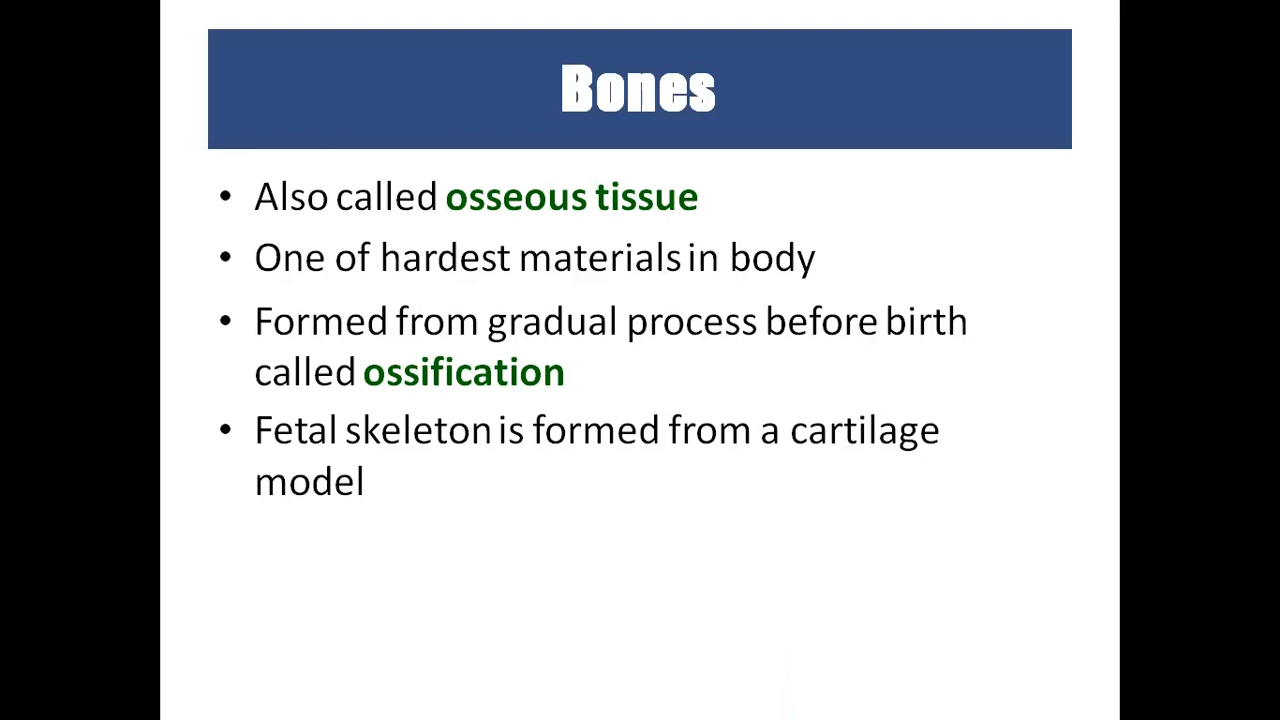 Bones
• Also called osseous tissue
• One of hardest materials in body
• Formed from gradual process before birth
called ossification
• Fetal skeleton is formed from a cartilage
model